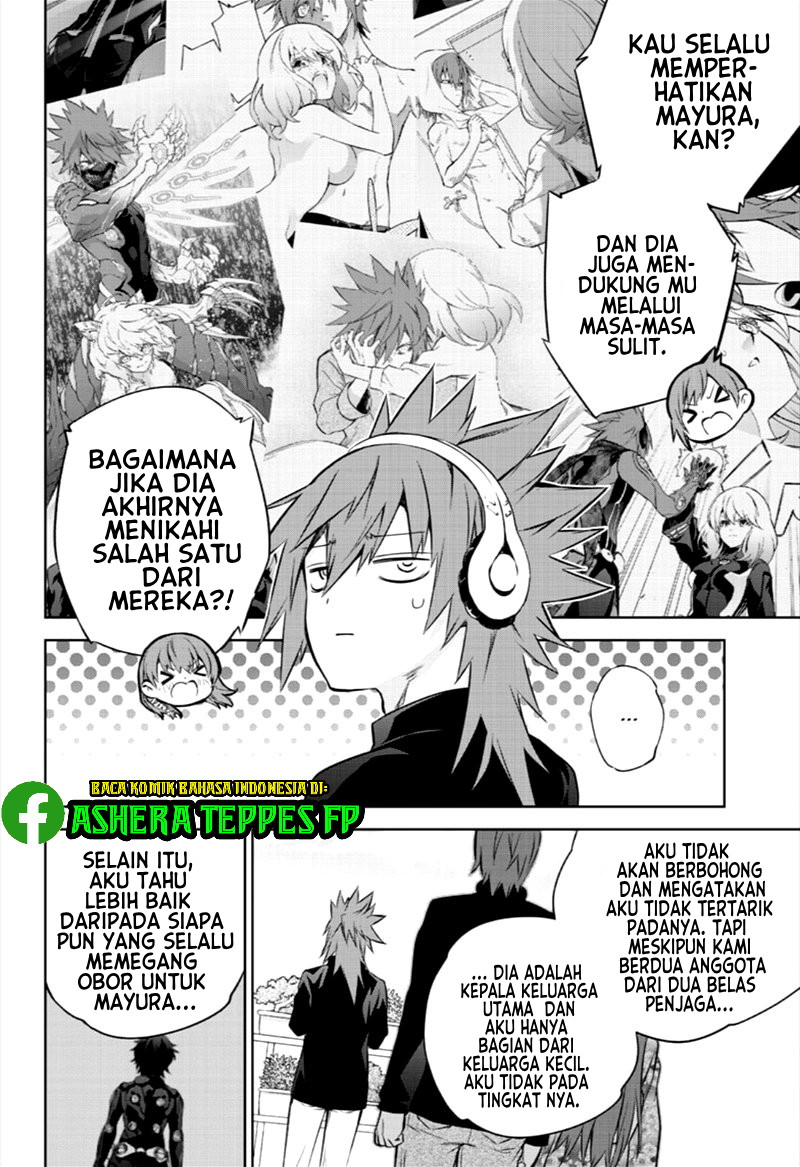 KAU SELALU
MEMPER-
HATIKAN
MAYURA,
KAN?
DAN DIA
JUGA MEN-
DUKUNG MU
MELALUI
MASA-MASA
SULIT.
BAGAIMANA
JIKA DIA
AKHIRNYA
MENIKAHI
SALAH SATU
DARI
MEREKA?!
...
BACA KOMIK BAHASA INDONESIA DI:
f ASHERA TEPPES FP
AKU TIDAK
AKAN BERBOHONG
DAN MENGATAKAN
AKU TIDAK TERTARIK
PADANYA. TAPI
MESKIPUN KAMI
BERDUA ANGGOTA
DARI DUA BELAS
PENJAGA...
... DIA ADALAH
KEPALA KELUARGA
UTAMA DAN
AKU HANYA
BAGIAN DARI
KELUARGA KECIL.
AKU TIDAK PADA
TINGKAT NYA.
SELAIN ITU,
AKU TAHU
LEBIH BAIK
DARIPADA SIAPA
PUN YANG SELALU
MEMEGANG
OBOR UNTUK
MAYURA...